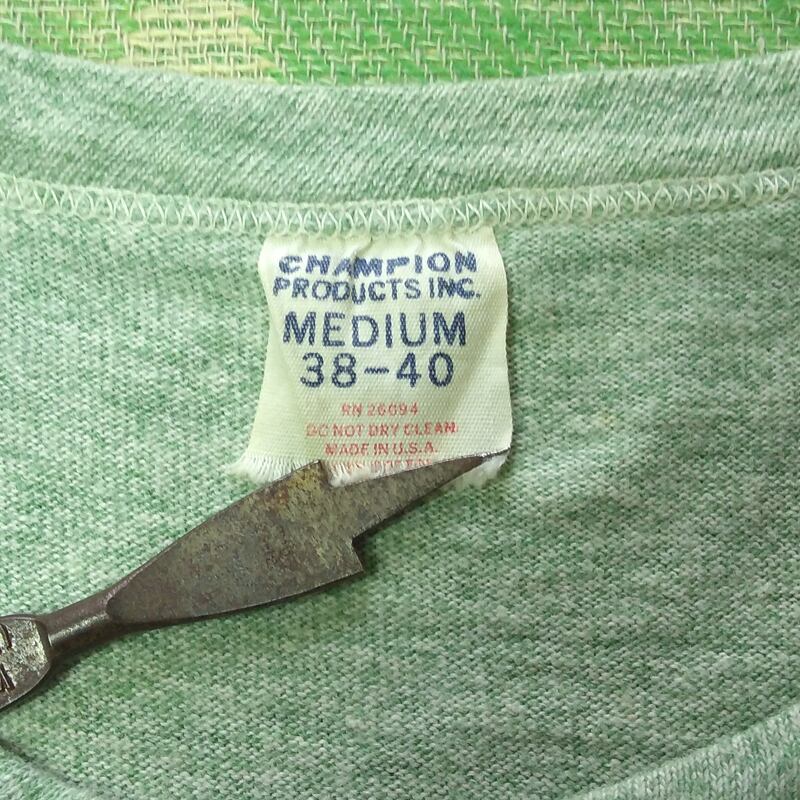 CHAMPION
PRODUCTS INC.
MEDIUM
38-40
RN 26094
DO NOT DRY CLEAN.
MADE IN U.S.A.